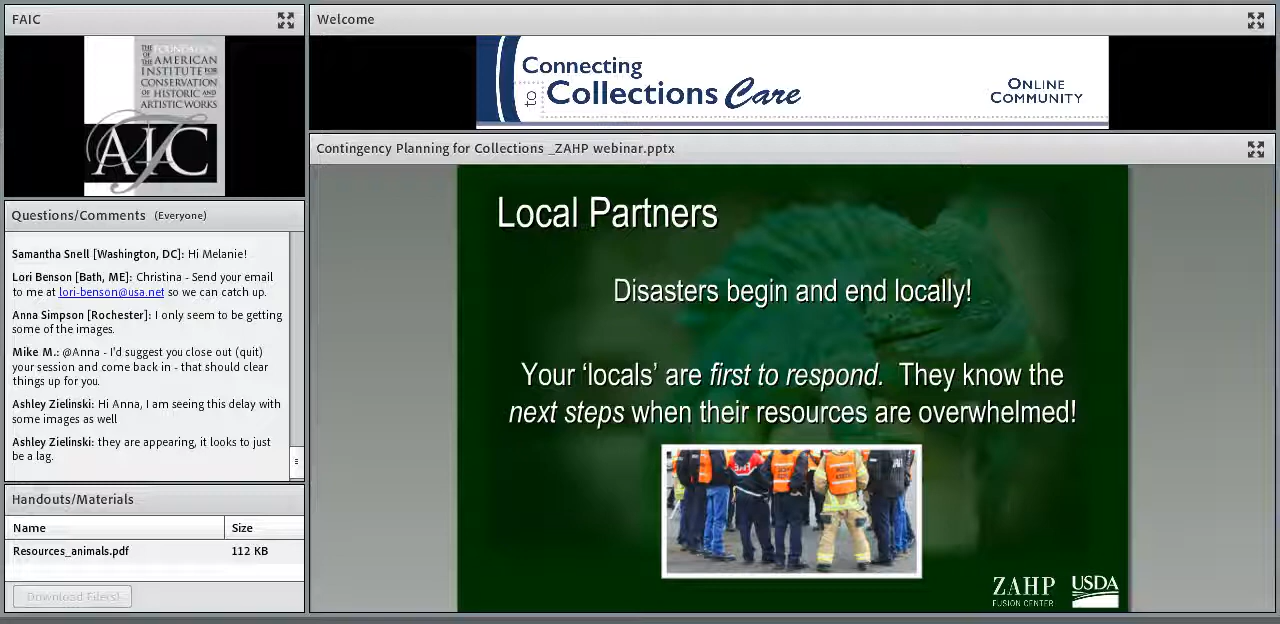 FAIC
THE FOUNDATION
OF THE AMERICAN
INSTITUTE FOR
CONSERVATION
OF HISTORIC AND
ARTISTIC WORKS
AIC
Questions/Comments (Everyone)
Samantha Snell [Washington, DC]: Hi Melanie!
Lori Benson [Bath, ME]: Christina - Send your email
to me at lori-benson@usa.net so we can catch up.
Anna Simpson [Rochester]: I only seem to be getting
some of the images.
Mike M.: @Anna - I'd suggest you close out (quit)
your session and come back in - that should clear
things up for you.
Ashley Zielinski: Hi Anna, I am seeing this delay with
some images as well
Ashley Zielinski: they are appearing, it looks to just
be a lag.
Handouts/Materials
Name Size
Resources_animals.pdf 112 KB
Download File(s)
Welcome
Connecting
to Collections Care
ONLINE
COMMUNITY
Contingency Planning for Collections _ZAHP webinar.pptx
Local Partners
Disasters begin and end locally!
Your ‘locals’ are first to respond. They know the
next steps when their resources are overwhelmed!
ZAHP
FUSION CENTER
USDA